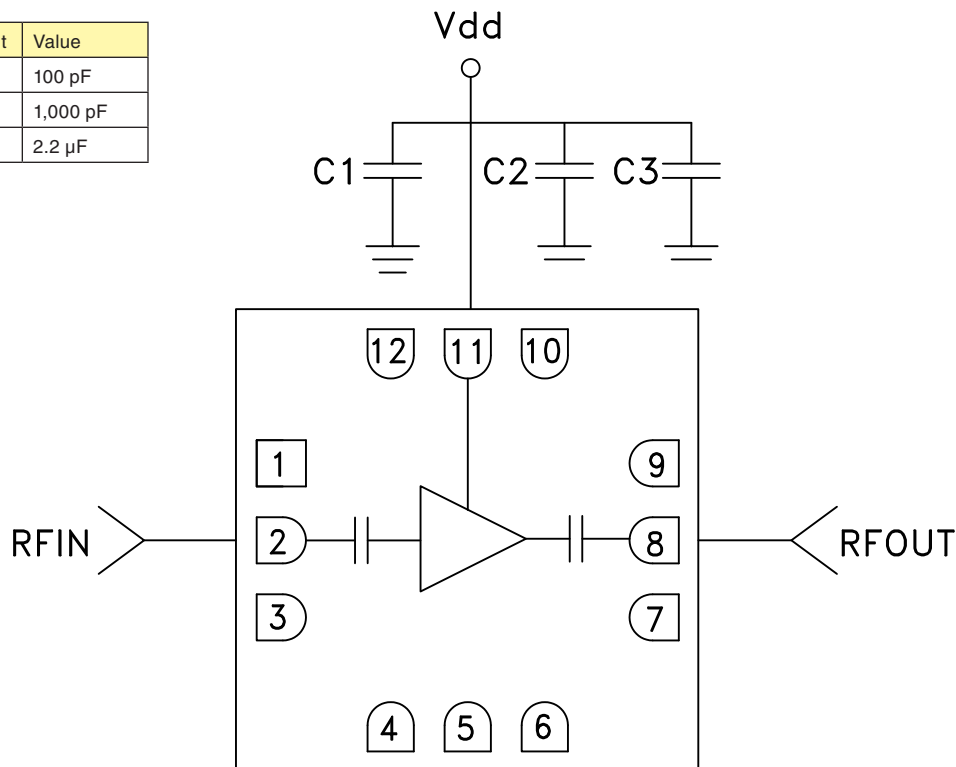 t Value
100 pF
1,000 pF
2.2 µF
Vdd
C1 C2 C3
12 11 10
1 9
RFIN 2 8 RFOUT
3 7
4 5 6